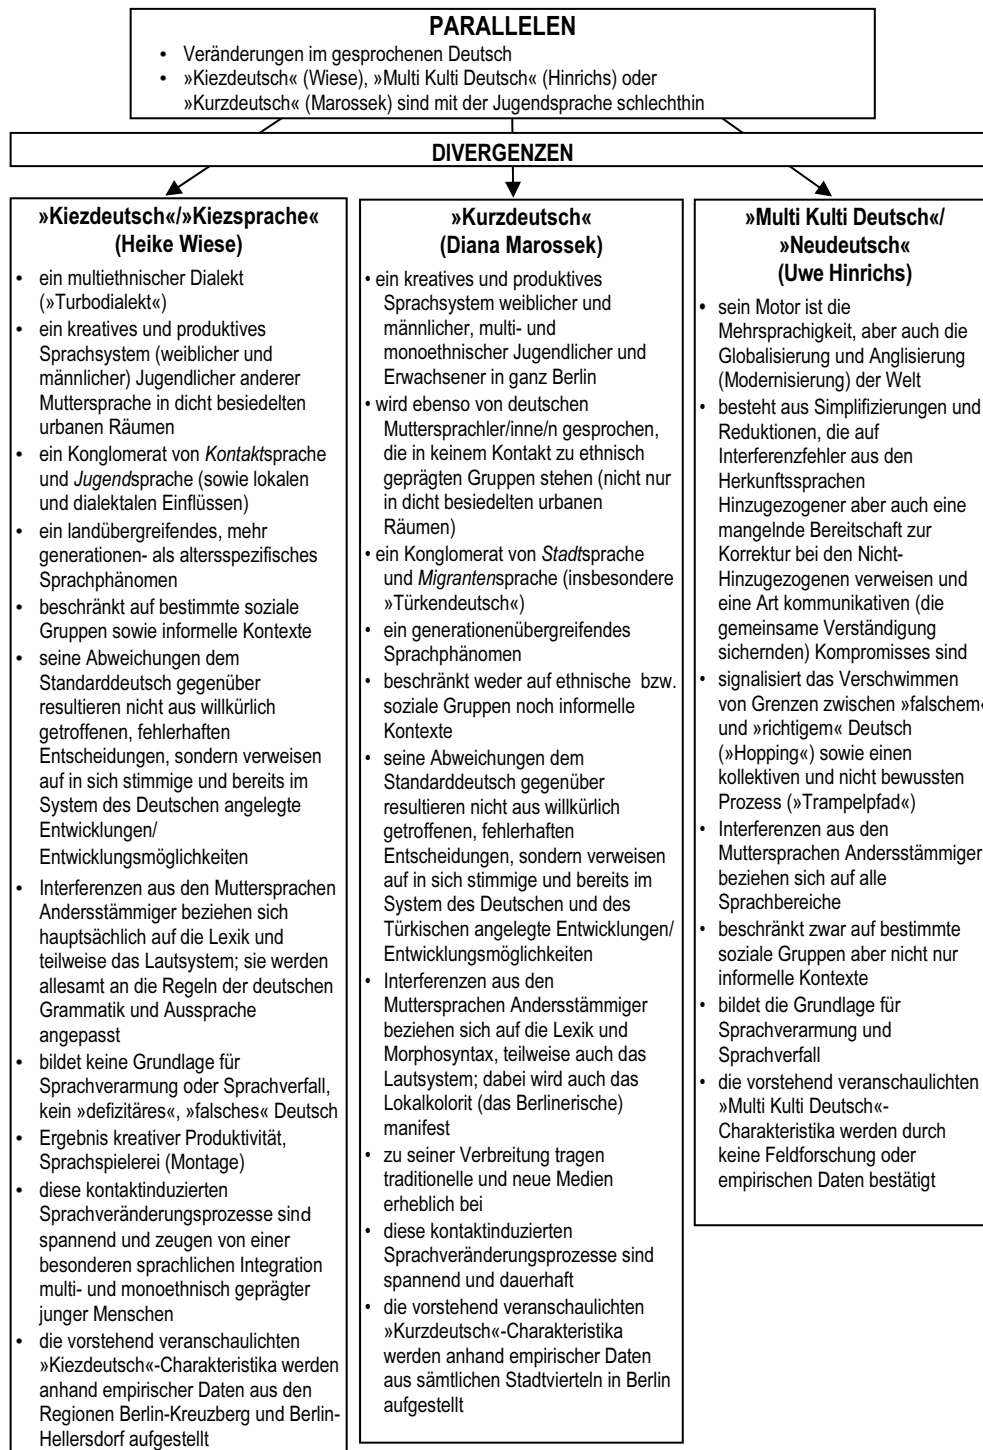 PARALLELEN
• Veränderungen im gesprochenen Deutsch
• »Kiezdeutsch« (Wiese), »Multi Kulti Deutsch« (Hinrichs) oder
»Kurzdeutsch« (Marossek) sind mit der Jugendsprache schlechthin
DIVERGENZEN
»Kiezdeutsch«/»Kiezsprache«
(Heike Wiese)
• ein multiethnischer Dialekt
(»Turbodialekt«)
• ein kreatives und produktives
Sprachsystem (weiblicher und
männlicher) Jugendlicher anderer
Muttersprache in dicht besiedelten
urbanen Räumen
• ein Konglomerat von Kontaktsprache
und Jugendsprache (sowie lokalen
und dialektalen Einflüssen)
• ein landübergreifendes, mehr
generationen- als altersspezifisches
Sprachphänomen
• beschränkt auf bestimmte soziale
Gruppen sowie informelle Kontexte
• seine Abweichungen dem
Standarddeutsch gegenüber
resultieren nicht aus willkürlich
getroffenen, fehlerhaften
Entscheidungen, sondern verweisen
auf in sich stimmige und bereits im
System des Deutschen angelegte
Entwicklungen/
Entwicklungsmöglichkeiten
• Interferenzen aus den Muttersprachen
Andersstämmiger beziehen sich
hauptsächlich auf die Lexik und
teilweise das Lautsystem; sie werden
allesamt an die Regeln der deutschen
Grammatik und Aussprache
angepasst
• bildet keine Grundlage für
Sprachverarmung oder Sprachverfall,
kein »defizitäres«, »falsches« Deutsch
• Ergebnis kreativer Produktivität,
Sprachspielerei (Montage)
• diese kontaktinduzierten
Sprachveränderungsprozesse sind
spannend und zeugen von einer
besonderen sprachlichen Integration
multi- und monoethnisch geprägter
junger Menschen
• die vorstehend veranschaulichten
»Kiezdeutsch«-Charakteristika werden
anhand empirischer Daten aus den
Regionen Berlin-Kreuzberg und Berlin-
Hellersdorf aufgestellt
»Kurzdeutsch«
(Diana Marossek)
• ein kreatives und produktives
Sprachsystem weiblicher und
männlicher, multi- und
monoethnischer Jugendlicher und
Erwachsener in ganz Berlin
• wird ebenso von deutschen
Muttersprachler/inne/n gesprochen,
die in keinem Kontakt zu ethnisch
geprägten Gruppen stehen (nicht nur
in dicht besiedelten urbanen
Räumen)
• ein Konglomerat von Stadtsprache
und Migrantensprache (insbesondere
»Türkendeutsch«)
• ein generationenübergreifendes
Sprachphänomen
• beschränkt weder auf ethnische bzw.
soziale Gruppen noch informelle
Kontexte
• seine Abweichungen dem
Standarddeutsch gegenüber
resultieren nicht aus willkürlich
getroffenen, fehlerhaften
Entscheidungen, sondern verweisen
auf in sich stimmige und bereits im
System des Deutschen und des
Türkischen angelegte Entwicklungen/
Entwicklungsmöglichkeiten
• Interferenzen aus den
Muttersprachen Andersstämmiger
beziehen sich auf die Lexik und
Morphosyntax, teilweise auch das
Lautsystem; dabei wird auch das
Lokalkolorit (das Berlinerische)
manifest
• zu seiner Verbreitung tragen
traditionelle und neue Medien
erheblich bei
• diese kontaktinduzierten
Sprachveränderungsprozesse sind
spannend und dauerhaft
• die vorstehend veranschaulichten
»Kurzdeutsch«-Charakteristika
werden anhand empirischer Daten
aus sämtlichen Stadtvierteln in Berlin
aufgestellt
»Multi Kulti Deutsch«/
»Neudeutsch«
(Uwe Hinrichs)
• sein Motor ist die
Mehrsprachigkeit, aber auch die
Globalisierung und Anglisierung
(Modernisierung) der Welt
• besteht aus Simplifizierungen und
Reduktionen, die auf
Interferenzfehler aus den
Herkunftssprachen
Hinzugezogener aber auch eine
mangelnde Bereitschaft zur
Korrektur bei den Nicht-
Hinzugezogenen verweisen und
eine Art kommunikativen (die
gemeinsame Verständigung
sichernden) Kompromisses sind
• signalisiert das Verschwimmen
von Grenzen zwischen »falschem«
und »richtigem« Deutsch
(»Hopping«) sowie einen
kollektiven und nicht bewussten
Prozess (»Trampelpfad«)
• Interferenzen aus den
Muttersprachen Andersstämmiger
beziehen sich auf alle
Sprachbereiche
• beschränkt zwar auf bestimmte
soziale Gruppen aber nicht nur
informelle Kontexte
• bildet die Grundlage für
Sprachverarmung und
Sprachverfall
• die vorstehend veranschaulichten
»Multi Kulti Deutsch«-
Charakteristika werden durch
keine Feldforschung oder
empirischen Daten bestätigt